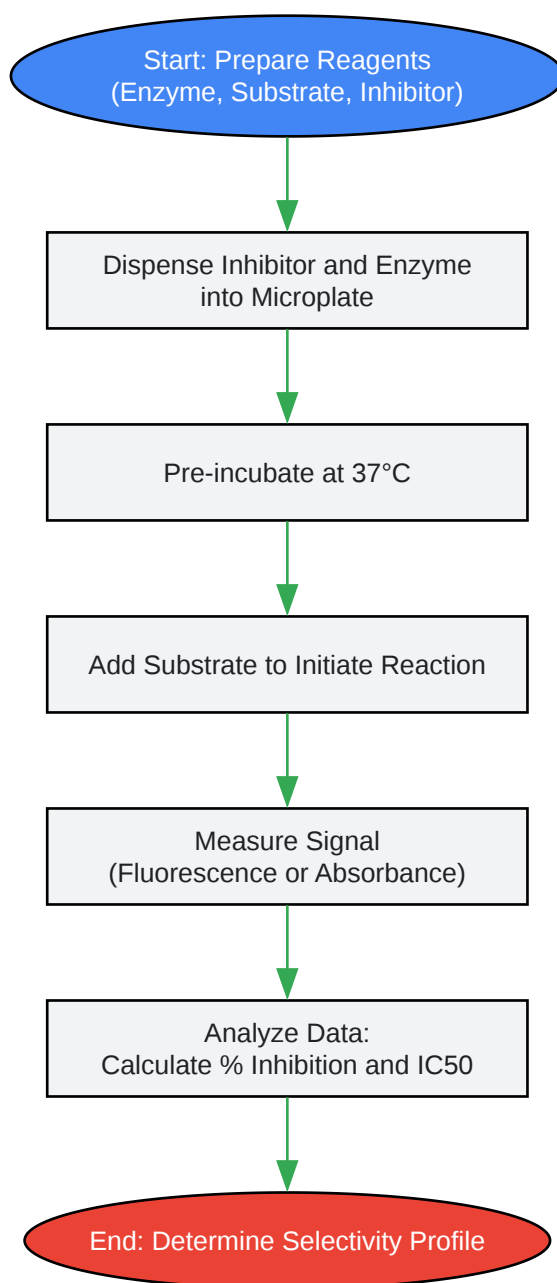 Start: Prepare Reagents
(Enzyme, Substrate, Inhibitor)
Dispense Inhibitor and Enzyme
into Microplate
Pre-incubate at 37°C
Add Substrate to Initiate Reaction
Measure Signal
(Fluorescence or Absorbance)
Analyze Data:
Calculate % Inhibition and IC50
End: Determine Selectivity Profile